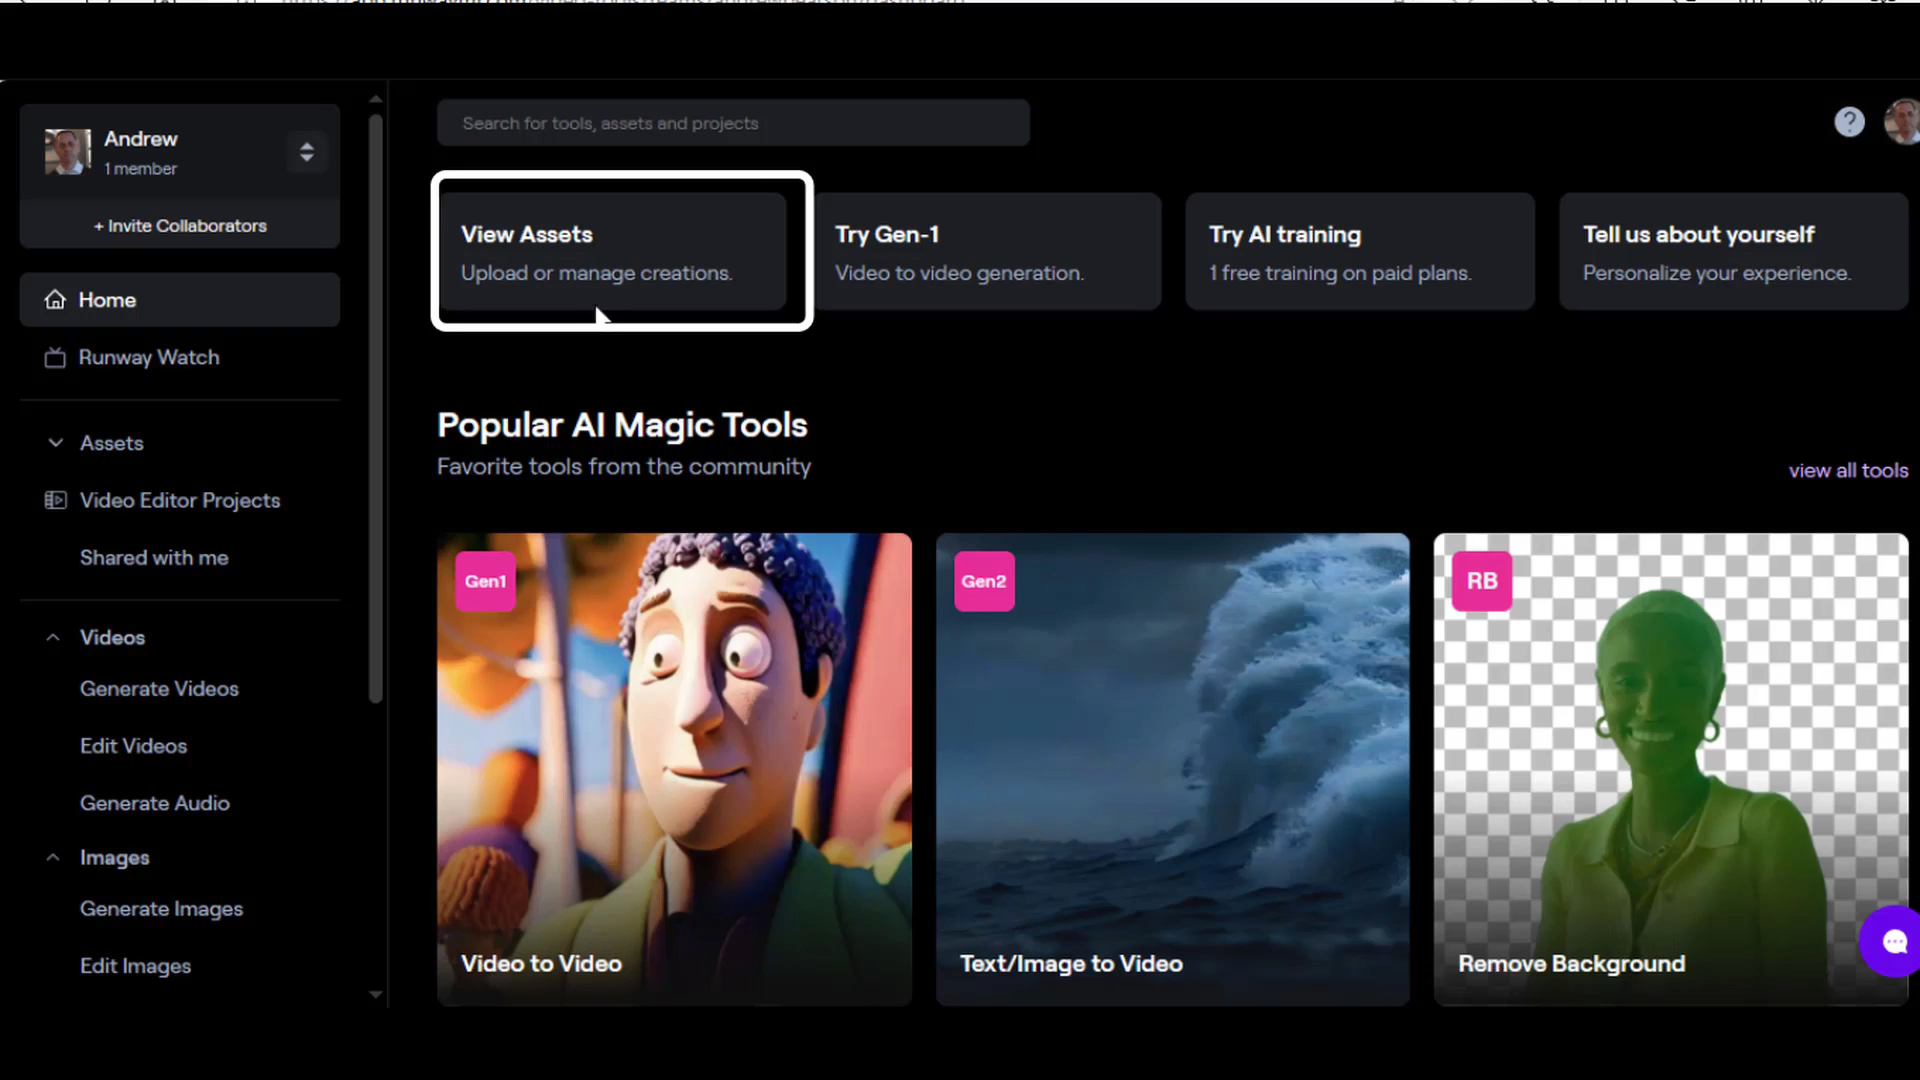 Andrew
1 member
+ Invite Collaborators
Home
Runway Watch
Assets
Video Editor Projects
Shared with me
Videos
Generate Videos
Edit Videos
Generate Audio
Images
Generate Images
Edit Images
Search for tools, assets and projects
?
View Assets
Upload or manage creations.
Try Gen-1
Video to video generation.
Try AI training
1 free training on paid plans.
Tell us about yourself
Personalize your experience.
Popular AI Magic Tools
Favorite tools from the community
view all tools
Gen1
Video to Video
Gen2
Text/Image to Video
RB
Remove Background